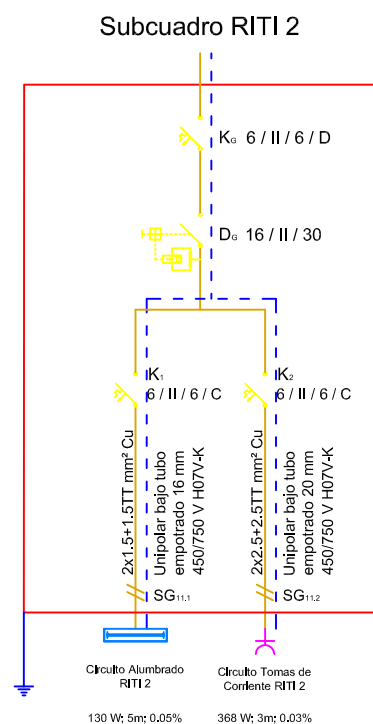 Subcuadro RITI 2
KG 6 / II / 6 / D
DG 16 / II / 30
K1
6 / II / 6 / C
K2
6 / II / 6 / C
2x1.5+1.5TT mm² Cu
Unipolar bajo tubo
empotrado 16 mm
450/750 V H07V-K
2x2.5+2.5TT mm² Cu
Unipolar bajo tubo
empotrado 20 mm
450/750 V H07V-K
SG11.1
SG11.2
Circuito Alumbrado
RITI 2
Circuito Tomas de
Corriente RITI 2
130 W; 5m; 0.05%
368 W; 3m; 0.03%